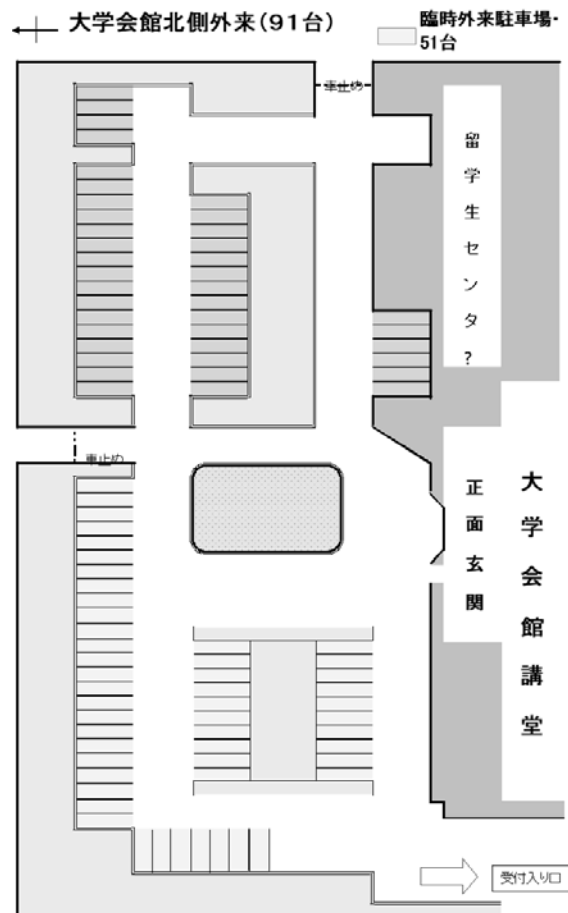 大学会館北側外来(91台)
臨時外来駐車場・
51台
車止め
留学生センタ?
車止め
正面玄関
大学会館講堂
受付入り口